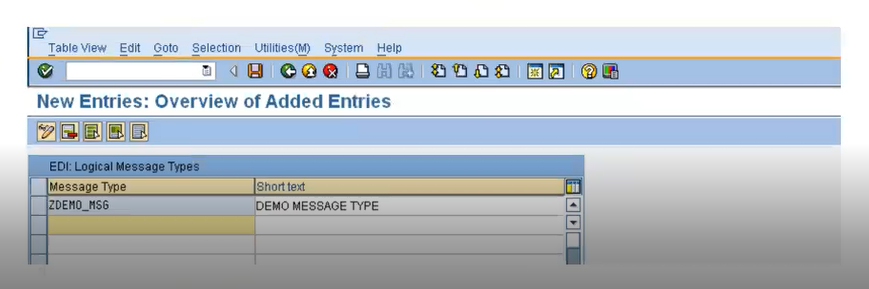 Table View Edit Goto Selection Utilities(M) System Help
New Entries: Overview of Added Entries
EDI: Logical Message Types
Message Type Short text
ZDEMO_MSG DEMO MESSAGE TYPE